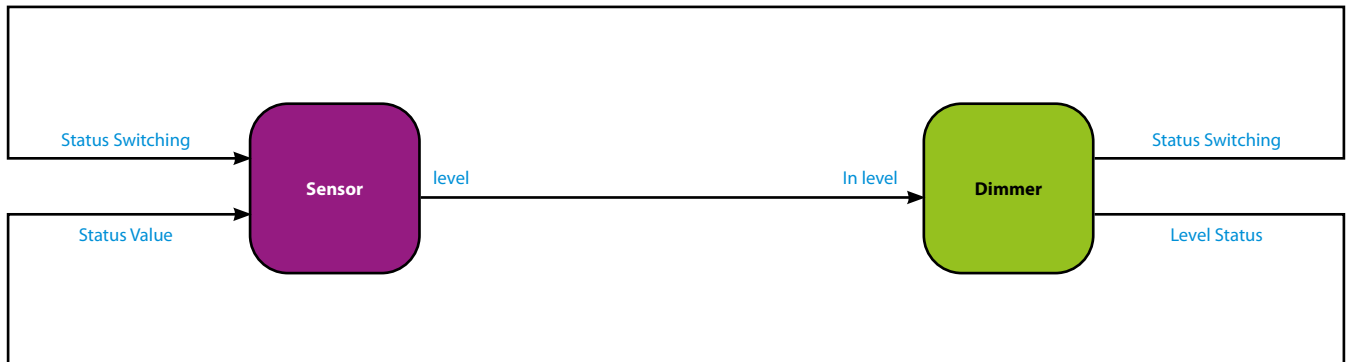 Status Switching
Status Switching
Sensor
level
In level
Dimmer
Status Value
Level Status